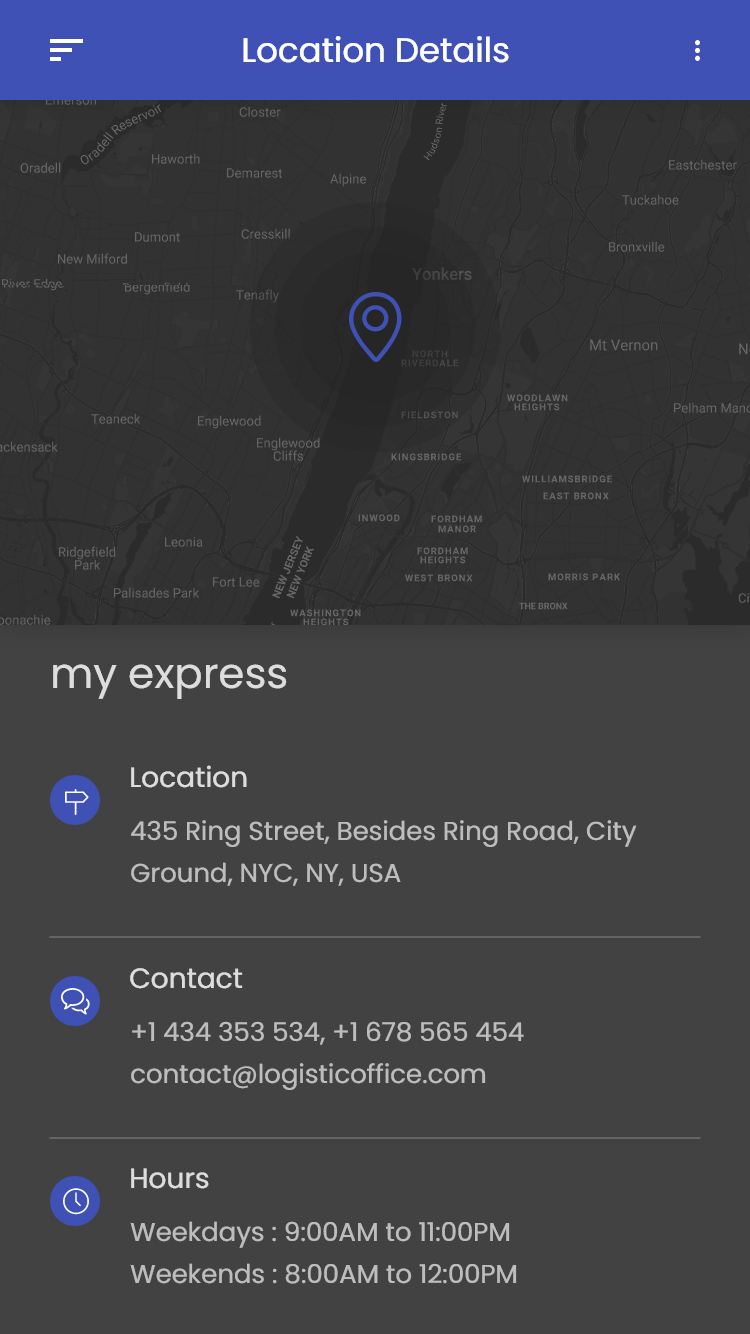 Location Details
Emerson
Closter
Oradell Reservoir
Hudson River
Oradell
Haworth
Demarest
Alpine
Eastchester
Tuckahoe
Dumont
Cresskill
Bronxville
New Milford
Yonkers
River Edge
Bergenfield
Tenafly
Mt Vernon
N
NORTH
RIVERDALE
WOODLAWN
HEIGHTS
Pelham Mano
Teaneck
Englewood
FIELDSTON
ackensack
Englewood
Cliffs
KINGSBRIDGE
WILLIAMSBRIDGE
EAST BRONX
INWOOD
FORDHAM
MANOR
Leonia
Ridgefield
Park
FORDHAM
HEIGHTS
NEW JERSEY
NEW YORK
Fort Lee
WEST BRONX
MORRIS PARK
Palisades Park
Ci
THE BRONX
WASHINGTON
HEIGHTS
oonachie
my express
Location
435 Ring Street, Besides Ring Road, City
Ground, NYC, NY, USA
Contact
+1 434 353 534, +1 678 565 454
contact@logisticoffice.com
Hours
Weekdays : 9:00AM to 11:00PM
Weekends : 8:00AM to 12:00PM